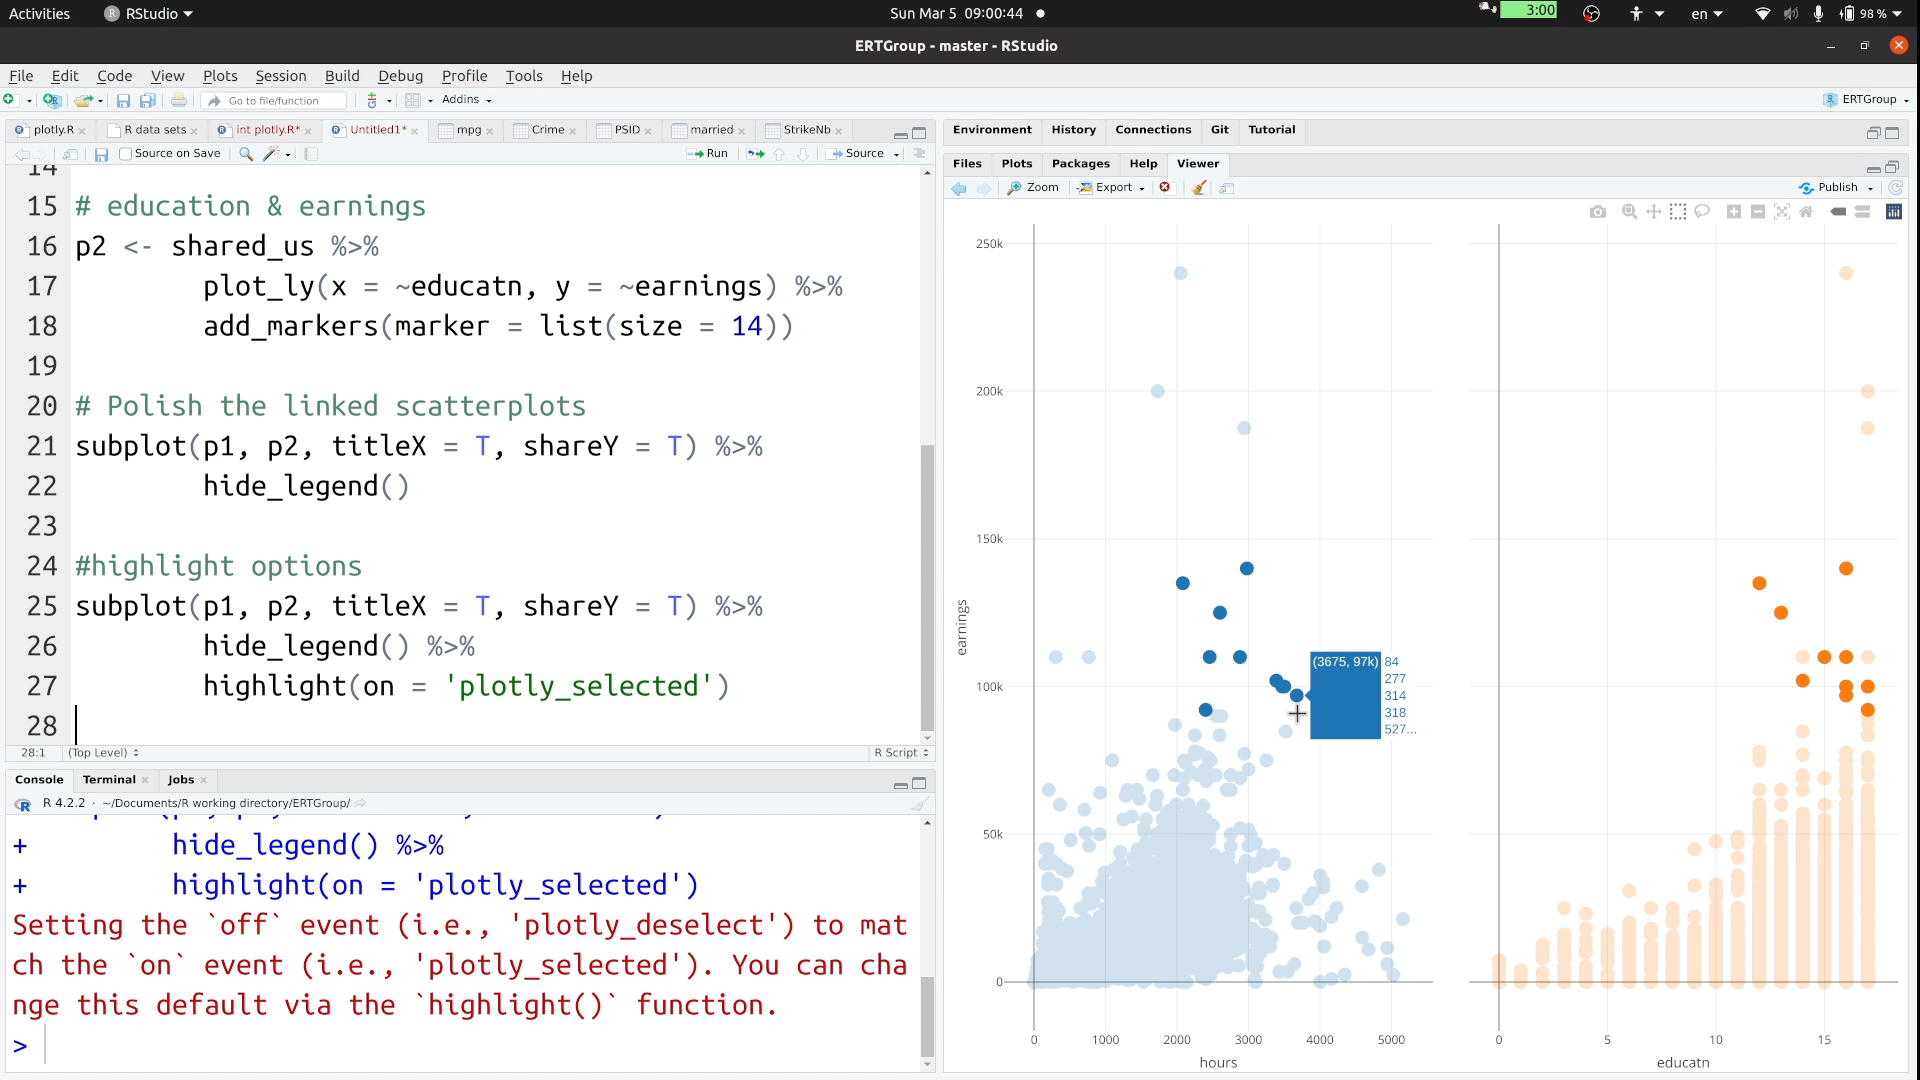 Activities
RStudio
Sun Mar 5 09:00:44
3:00
en
98 %
ERTGroup - master - RStudio
File Edit Code View Plots Session Build Debug Profile Tools Help
Go to file/function
Addins
ERTGroup
plotly.R
R data sets
int plotly.R*
Untitled1*
mpg
Crime
PSID
married
StrikeNb
Source on Save
Run
Source
14
15 # education & earnings
16 p2 <- shared_us %>%
17 plot_ly(x = ~educatn, y = ~earnings) %>%
18 add_markers(marker = list(size = 14))
19
20 # Polish the linked scatterplots
21 subplot(p1, p2, titleX = T, shareY = T) %>%
22 hide_legend()
23
24 #highlight options
25 subplot(p1, p2, titleX = T, shareY = T) %>%
26 hide_legend() %>%
27 highlight(on = 'plotly_selected')
28
28:1 (Top Level) R Script
Console Terminal Jobs
R 4.2.2 · ~/Documents/R working directory/ERTGroup/
+ hide_legend() %>%
+ highlight(on = 'plotly_selected')
Setting the `off` event (i.e., 'plotly_deselect') to mat
ch the `on` event (i.e., 'plotly_selected'). You can cha
nge this default via the `highlight()` function.
>
Environment History Connections Git Tutorial
Files Plots Packages Help Viewer
Zoom Export Publish
250k
200k
150k
100k
50k
0
earnings
(3675, 97k)
84
277
314
318
527...
0 1000 2000 3000 4000 5000
hours
0 5 10 15
educatn